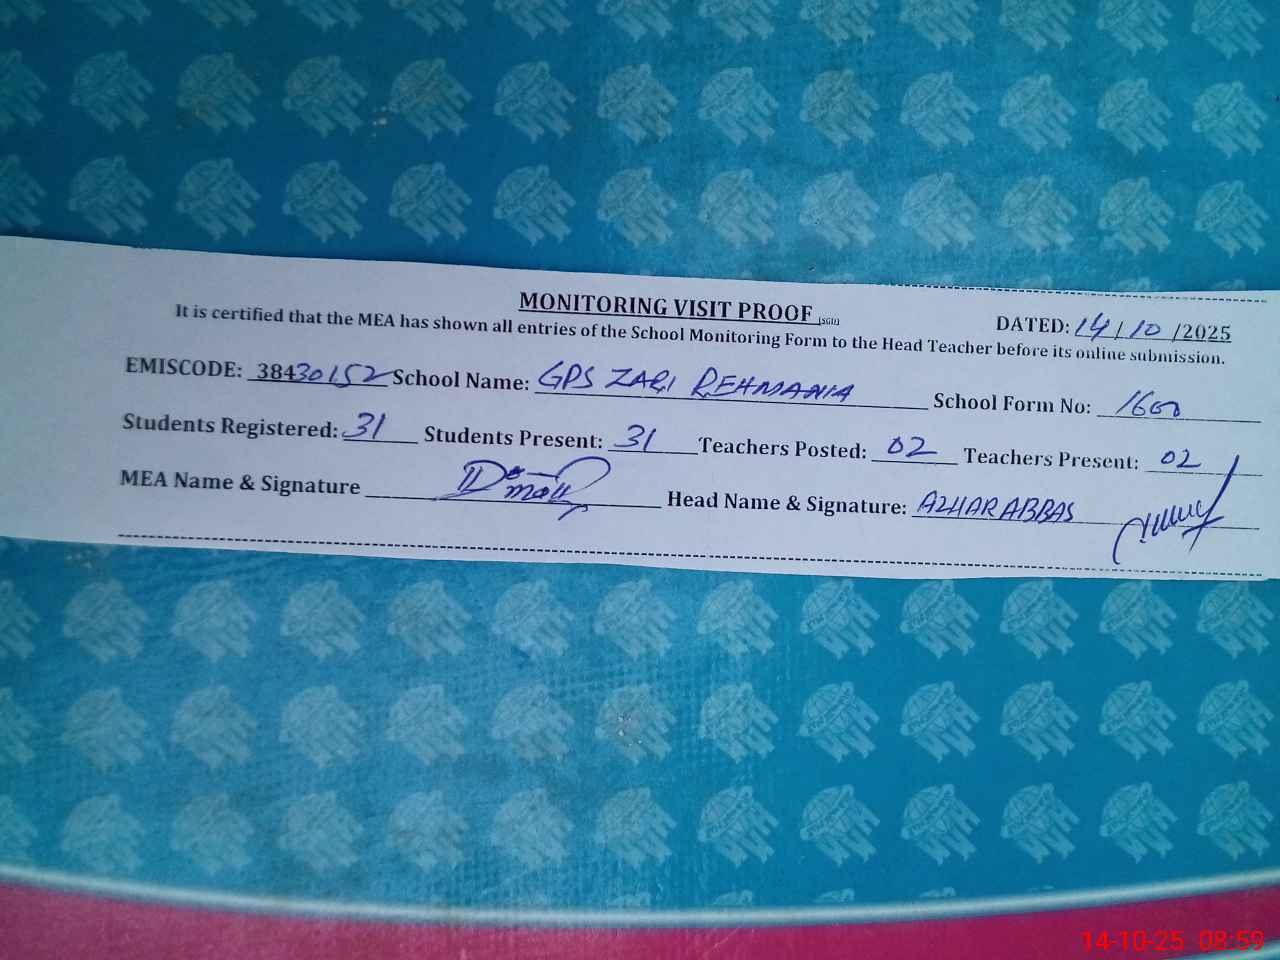 MONITORING VISIT PROOF (SGD)
DATED: 14/10/2025
It is certified that the MEA has shown all entries of the School Monitoring Form to the Head Teacher before its online submission.
EMISCODE: 38430152 School Name: GPS ZARI REHMANIA School Form No: 1600
Students Registered: 31 Students Present: 31 Teachers Posted: 02 Teachers Present: 02
MEA Name & Signature Head Name & Signature: AZHAR ABBAS
14-10-25 08:59